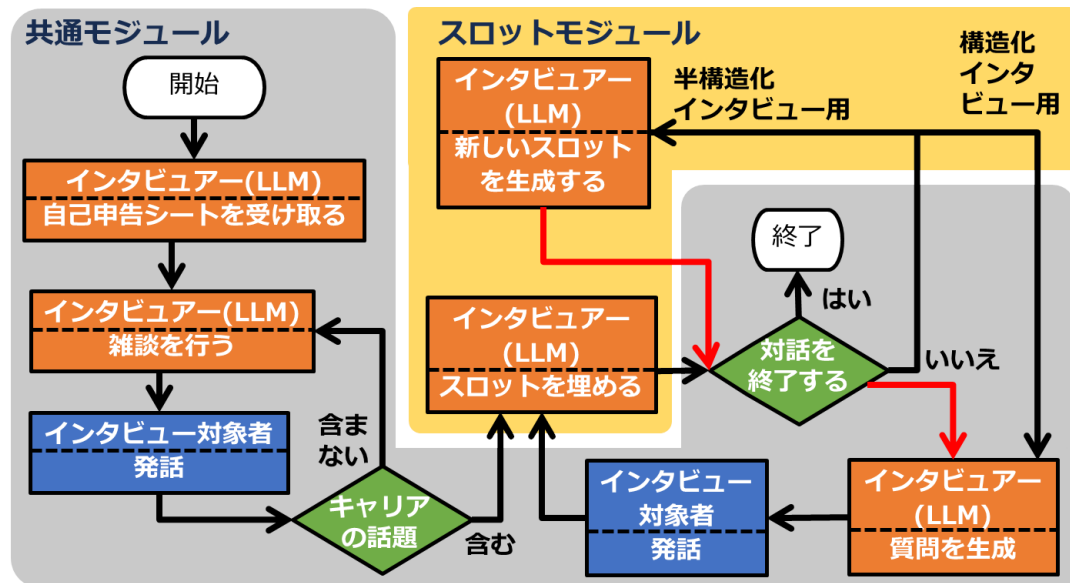 共通モジュール
開始
インタビュアー(LLM)
自己申告シートを受け取る
インタビュアー(LLM)
雑談を行う
インタビュー対象者
発話
含ま
ない
キャリア
の話題
含む
スロットモジュール
インタビュアー
(LLM)
新しいスロット
を生成する
半構造化
インタビュー用
構造化
インタ
ビュー用
インタビュアー
(LLM)
スロットを埋める
終了
はい
対話を
終了する
いいえ
インタビュー
対象者
発話
インタビュアー
(LLM)
質問を生成